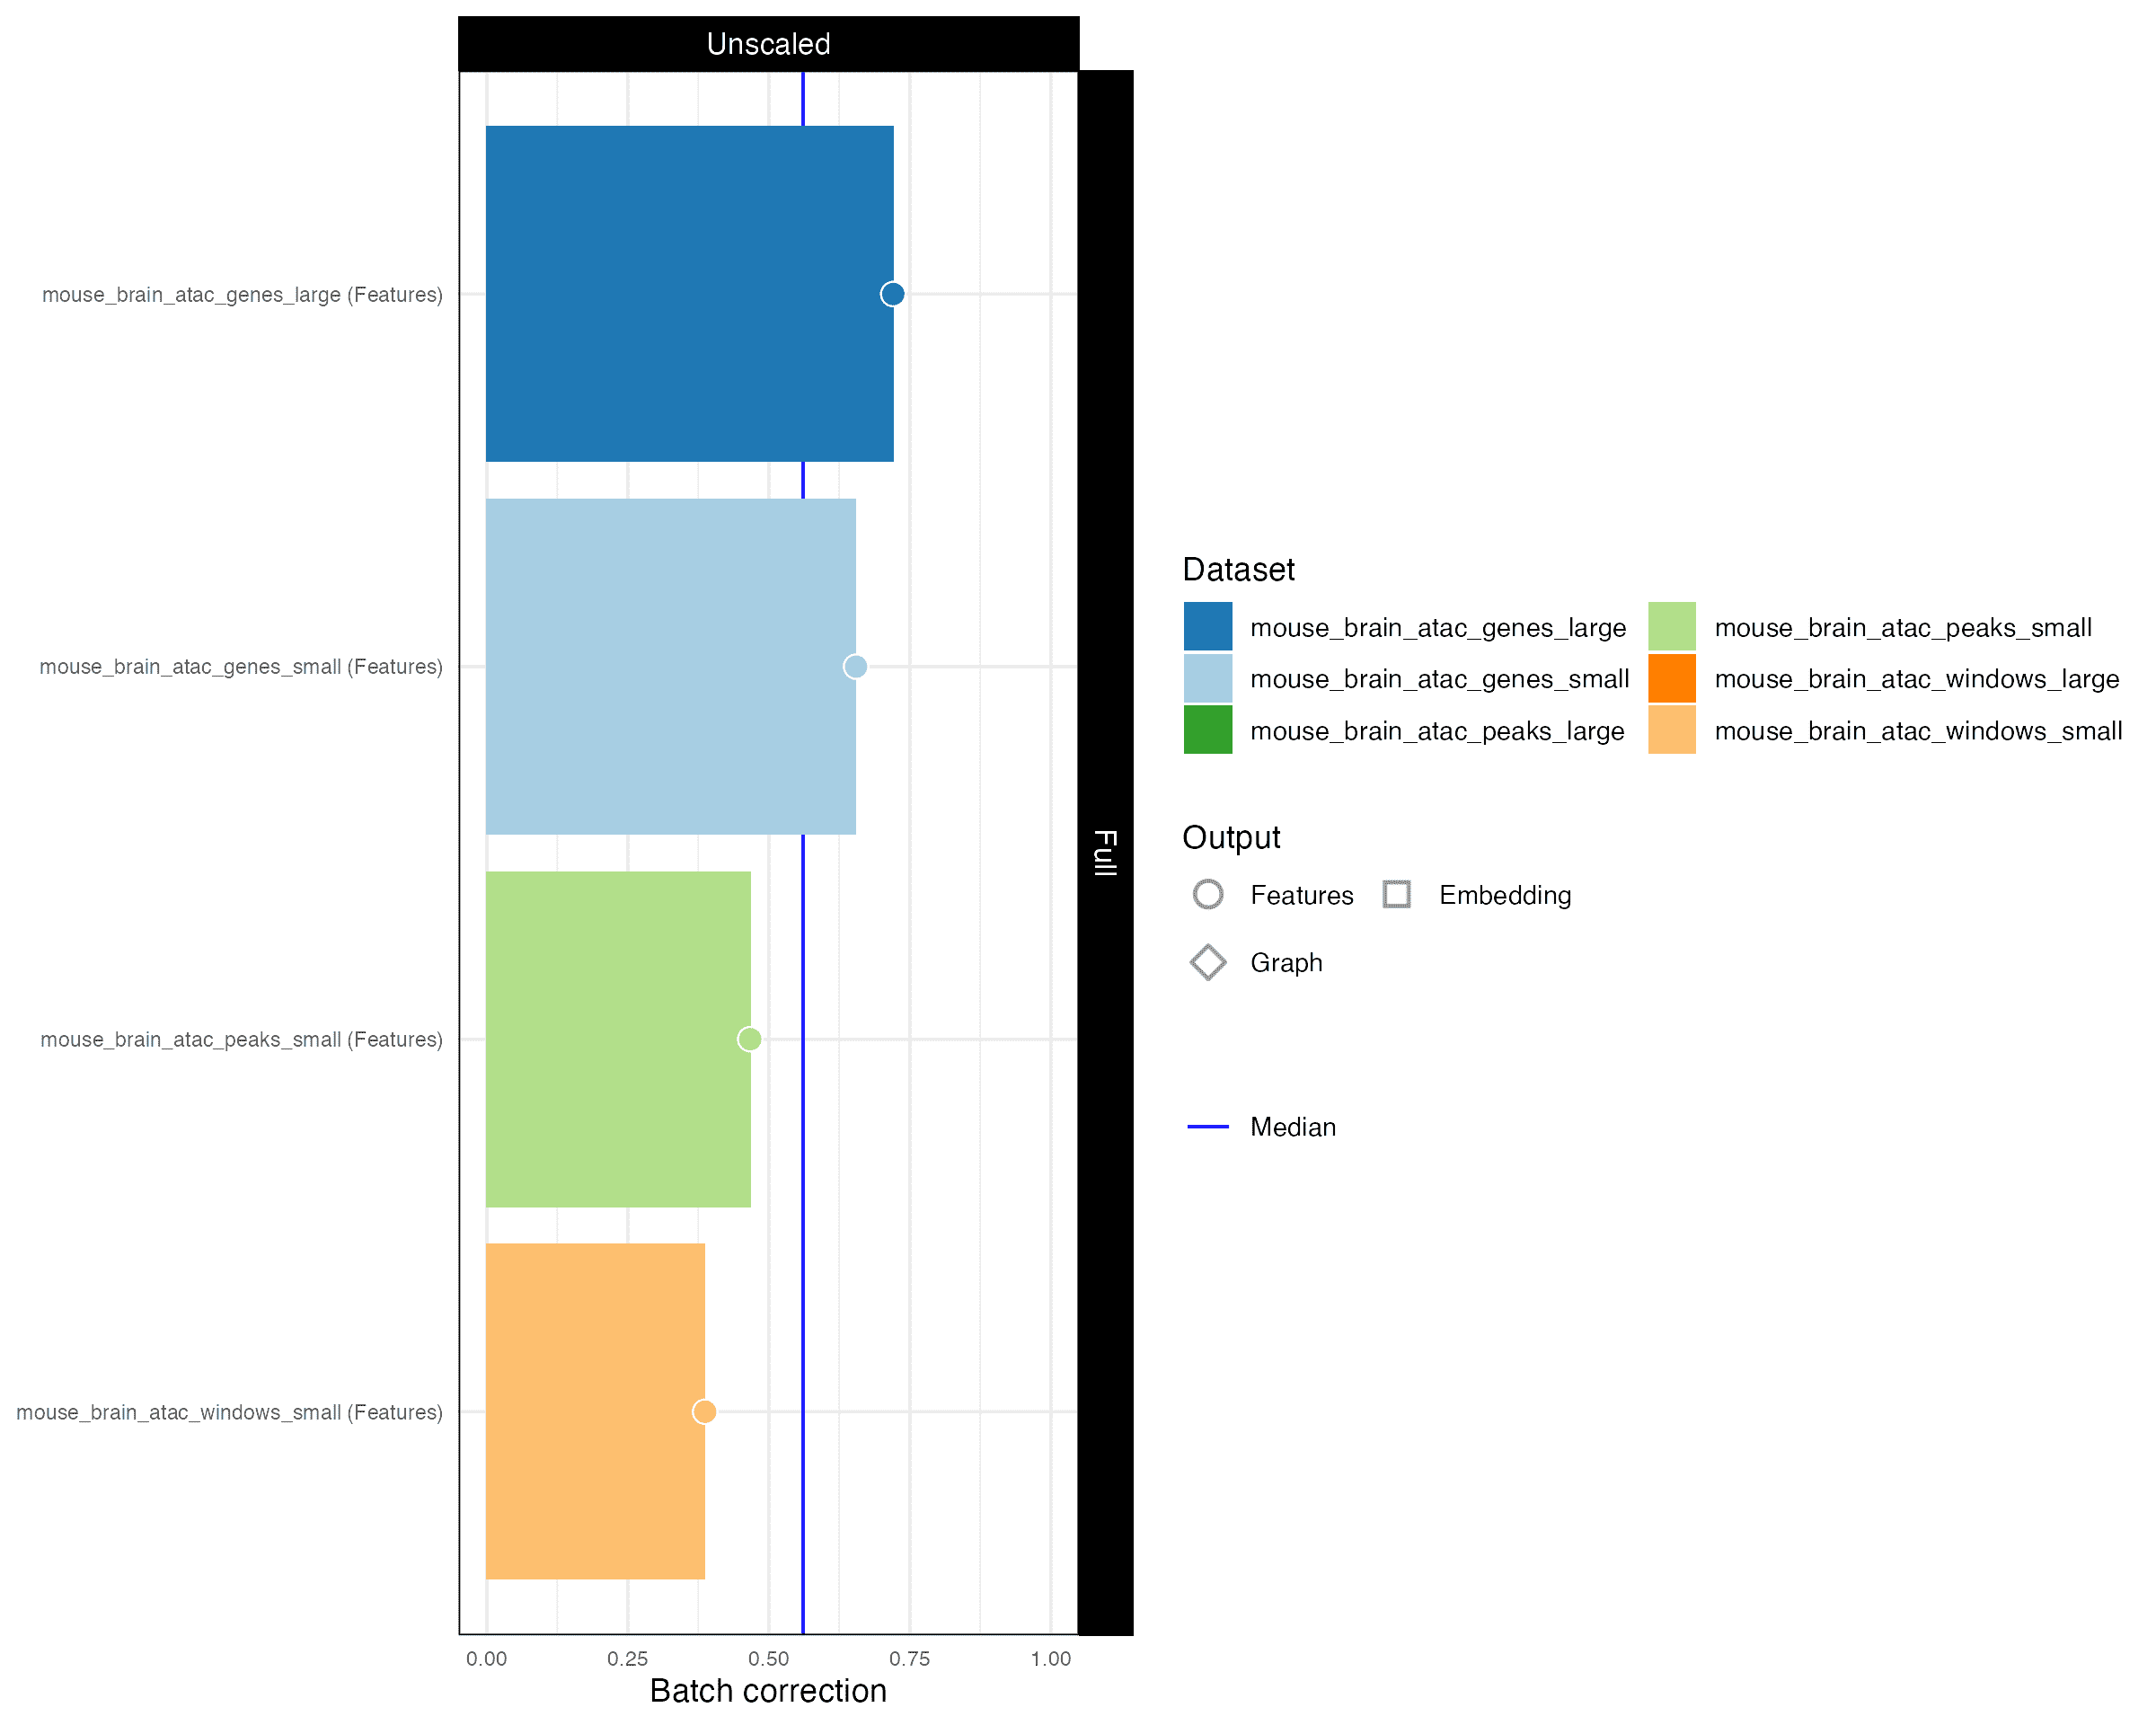 Unscaled
Full
mouse_brain_atac_genes_large (Features)
mouse_brain_atac_genes_small (Features)
mouse_brain_atac_peaks_small (Features)
mouse_brain_atac_windows_small (Features)
0.00 0.25 0.50 0.75 1.00
Batch correction
Dataset
mouse_brain_atac_genes_large
mouse_brain_atac_genes_small
mouse_brain_atac_peaks_large
mouse_brain_atac_peaks_small
mouse_brain_atac_windows_large
mouse_brain_atac_windows_small
Output
Features
Embedding
Graph
Median